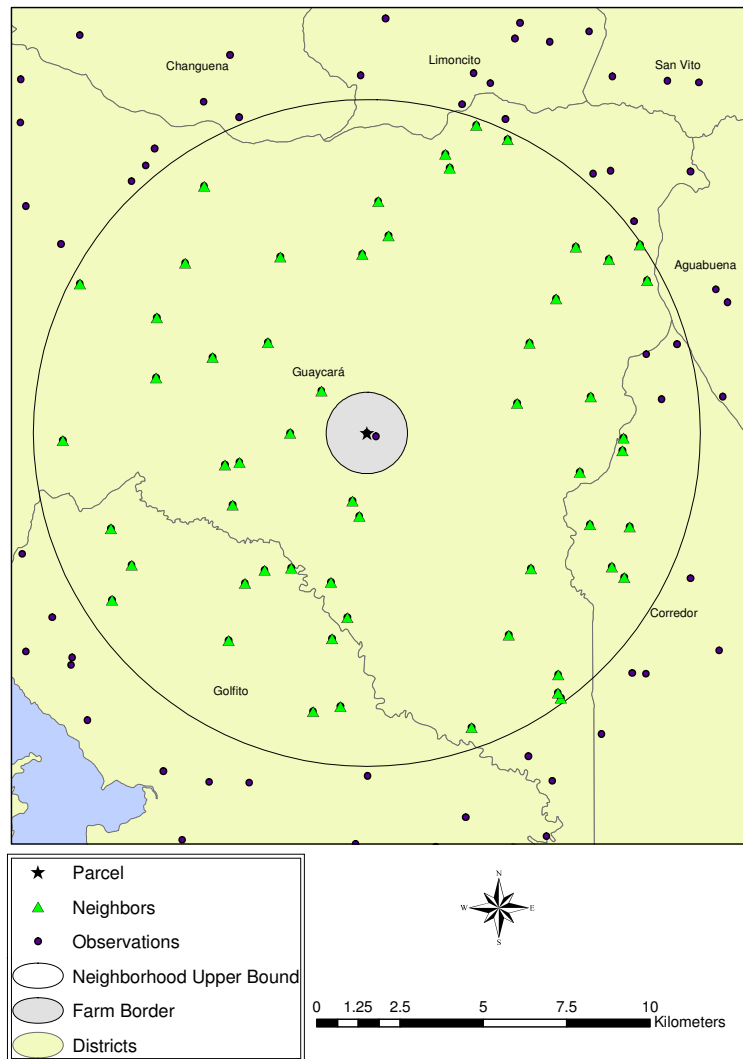 Changuena
Limoncito
San Vito
Aguabuena
Guaycará
Corredor
Golfito
Parcel
Neighbors
Observations
Neighborhood Upper Bound
Farm Border
Districts
N
W E
S
0 1.25 2.5 5 7.5 10
Kilometers